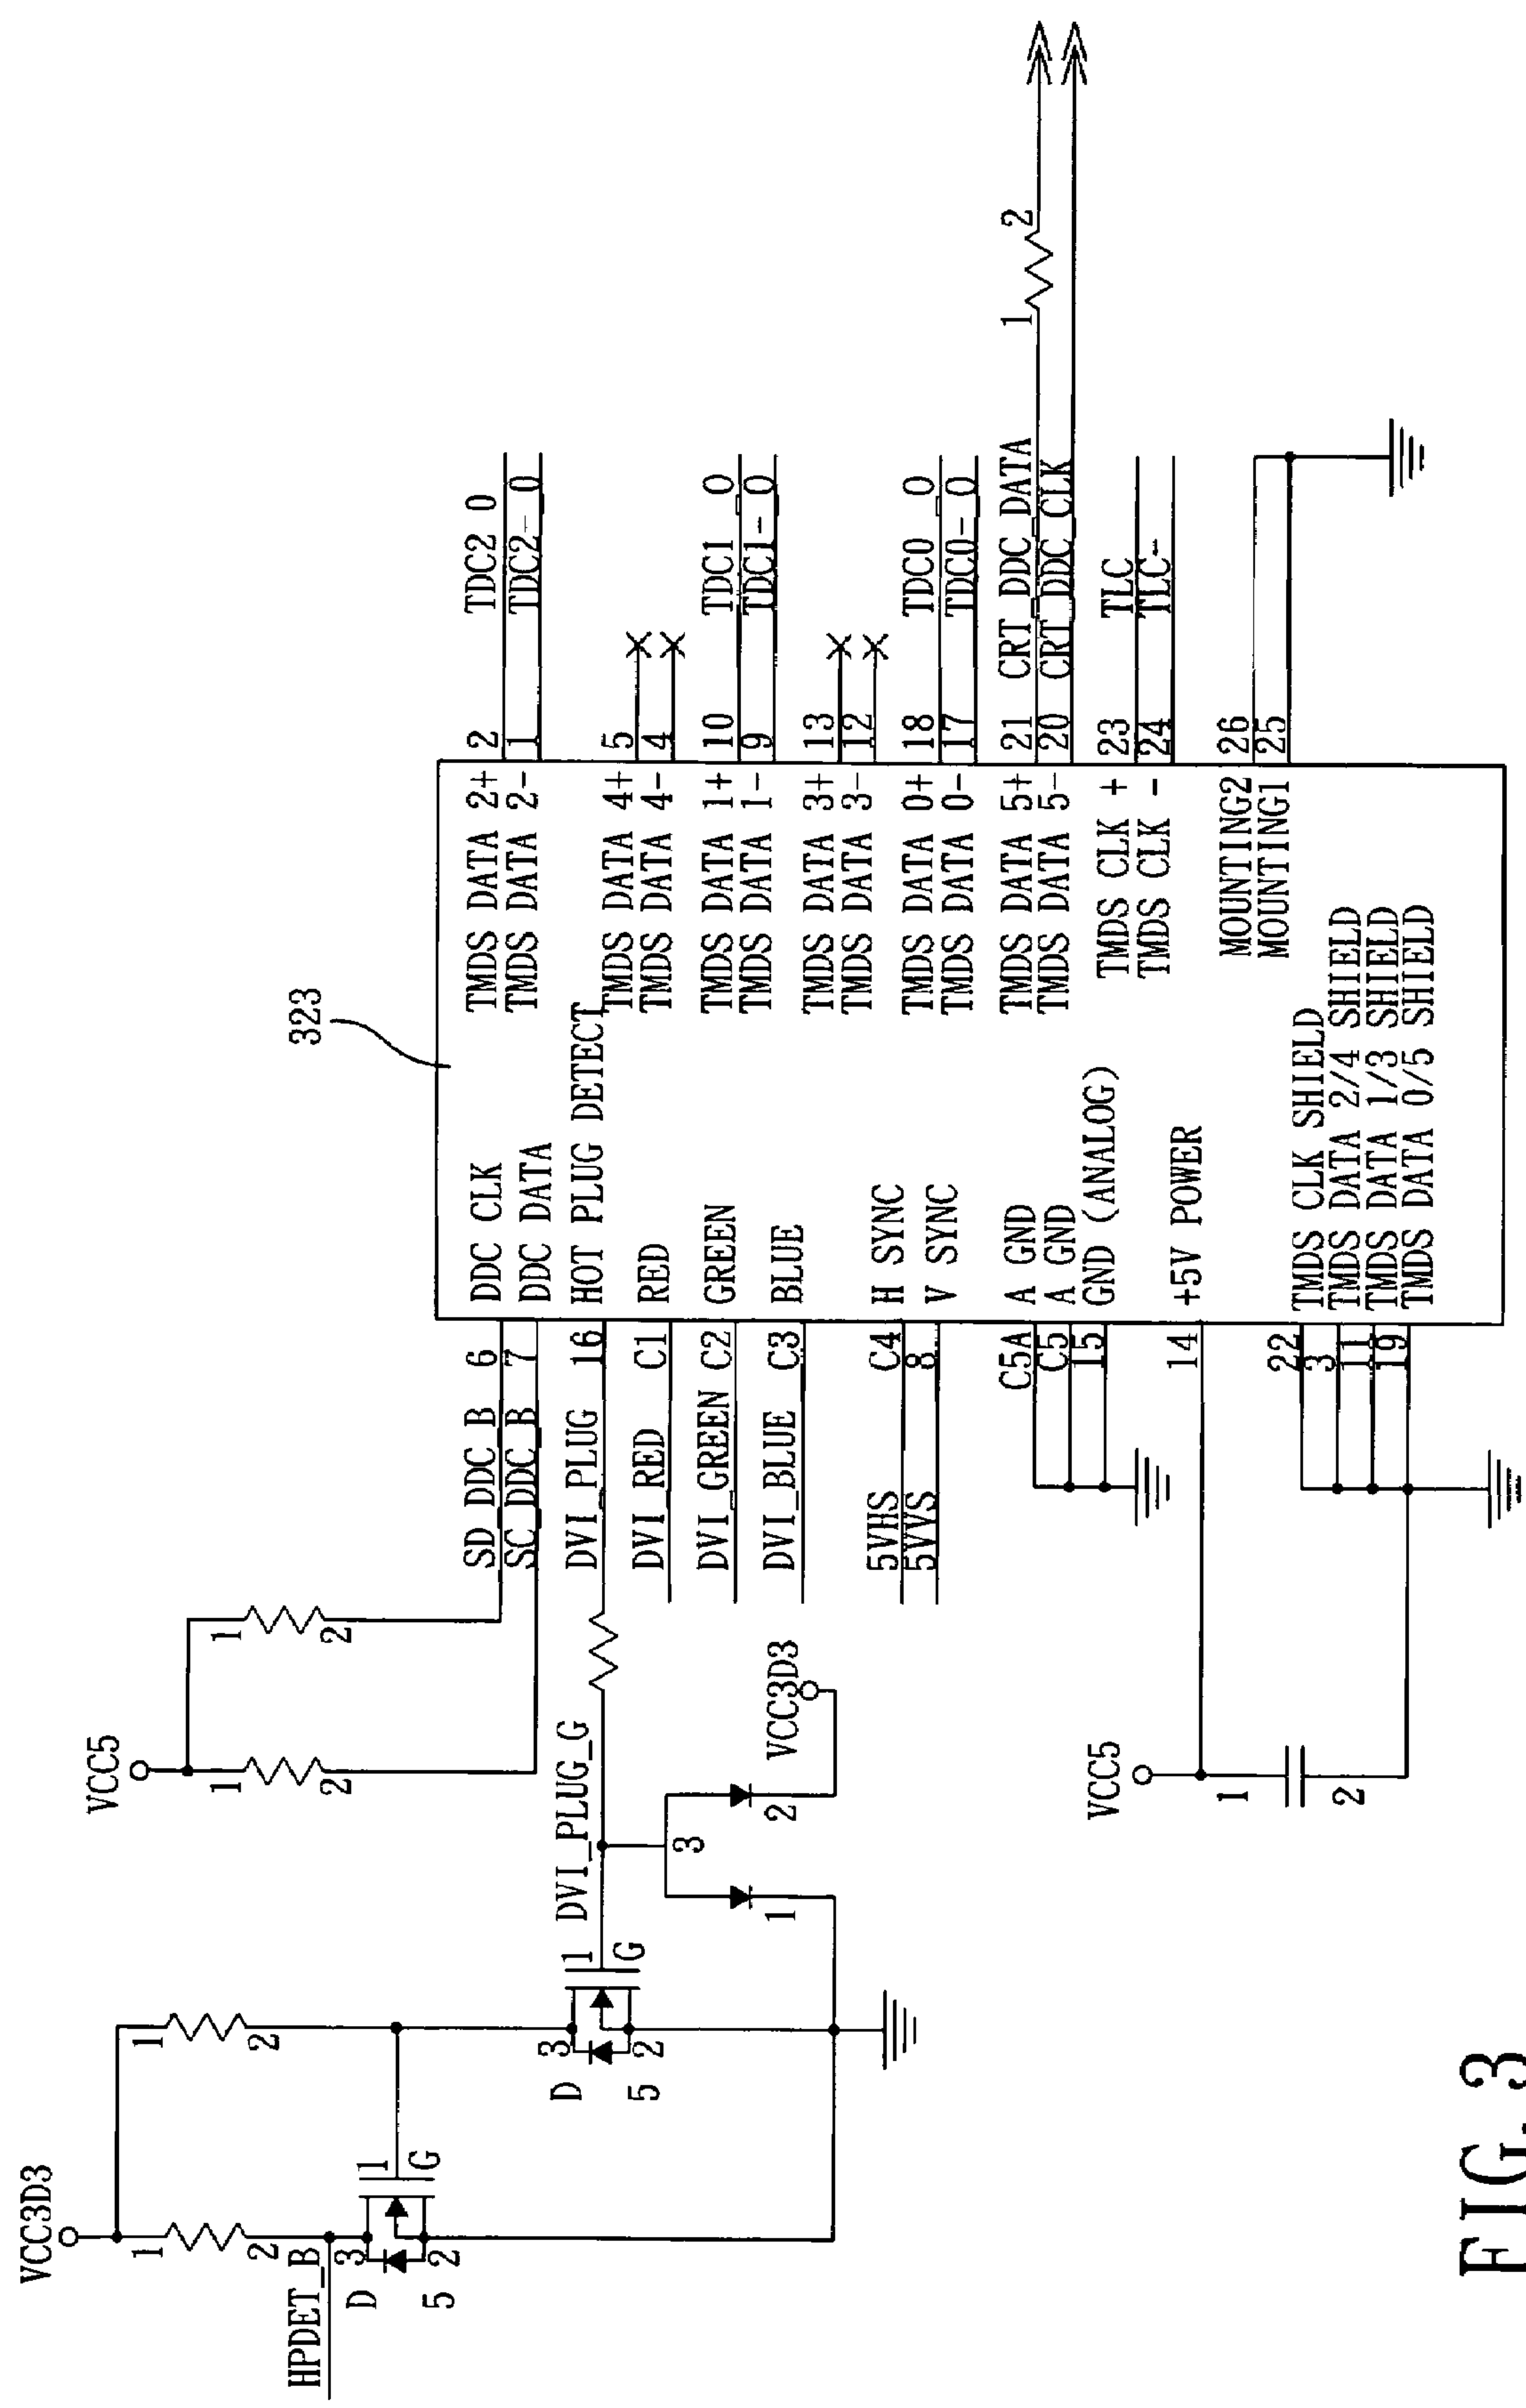 323
VCC3D3
1
2
1
2
HPDET_B
3
D
2
5
1
G
3
D
2
5
1
G
DVI_PLUG_G
3
1
2
VCC3D3
VCC5
1
2
1
2
SD_DDC_B 6 DDC CLK
SC_DDC_B 7 DDC DATA
DVI_PLUG 16 HOT PLUG DETECT
DVI_RED C1 RED
DVI_GREEN C2 GREEN
DVI_BLUE C3 BLUE
5VHS C4 H SYNC
5VVS 8 V SYNC
C5A A GND
C5 A GND
15 GND (ANALOG)
VCC5
1
2
14 +5V POWER
22 TMDS CLK SHIELD
3 TMDS DATA 2/4 SHIELD
11 TMDS DATA 1/3 SHIELD
19 TMDS DATA 0/5 SHIELD
TMDS DATA 2+ 2 TDC2_0
TMDS DATA 2- 1 TDC2-_0
TMDS DATA 4+ 5
TMDS DATA 4- 4
TMDS DATA 1+ 10 TDC1_0
TMDS DATA 1- 9 TDC1-_0
TMDS DATA 3+ 13
TMDS DATA 3- 12
TMDS DATA 0+ 18 TDC0_0
TMDS DATA 0- 17 TDC0-_0
TMDS DATA 5+ 21 CRT_DDC_DATA 1 2
TMDS DATA 5- 20 CRT_DDC_CLK
TMDS CLK + 23 TLC
TMDS CLK - 24 TLC-
MOUNTING2 26
MOUNTING1 25
FIG. 3